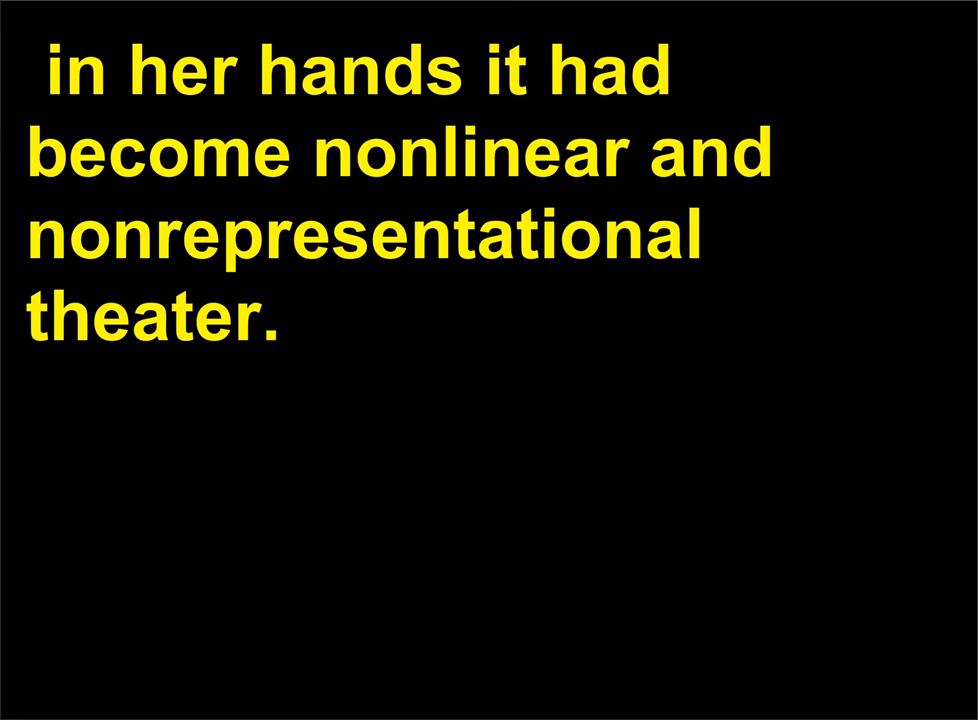 in her hands it had
become nonlinear and
nonrepresentational
theater.